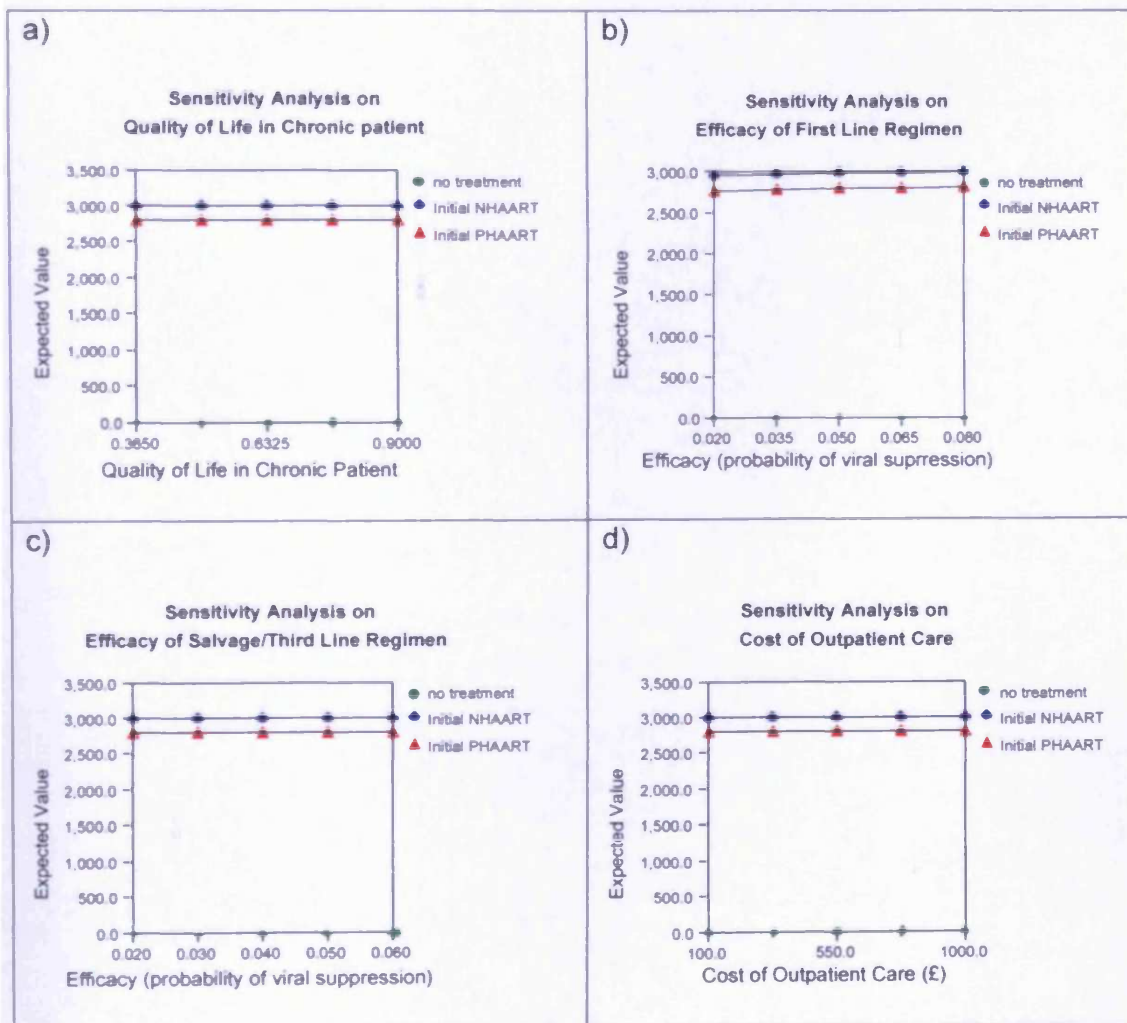 a)
Sensitivity Analysis on
Quality of Life in Chronic patient
3,500.0
3,000.0
2,500.0
2,000.0
1,500.0
1,000.0
500.0
0.0
Expected Value
0.3650 0.6325 0.9000
Quality of Life in Chronic Patient
no treatment
Initial NHAART
Initial PHAART
b)
Sensitivity Analysis on
Efficacy of First Line Regimen
3,000.0
2,500.0
2,000.0
1,500.0
1,000.0
500.0
0.0
Expected Value
0.020 0.035 0.050 0.065 0.080
Efficacy (probability of viral suprression)
no treatment
Initial NHAART
Initial PHAART
c)
Sensitivity Analysis on
Efficacy of Salvage/Third Line Regimen
3,500.0
3,000.0
2,500.0
2,000.0
1,500.0
1,000.0
500.0
0.0
Expected Value
0.020 0.030 0.040 0.050 0.060
Efficacy (probability of viral suppression)
no treatment
Initial NHAART
Initial PHAART
d)
Sensitivity Analysis on
Cost of Outpatient Care
3,500.0
3,000.0
2,500.0
2,000.0
1,500.0
1,000.0
500.0
0.0
Expected Value
100.0 550.0 1000.0
Cost of Outpatient Care (£)
no treatment
Initial NHAART
Initial PHAART